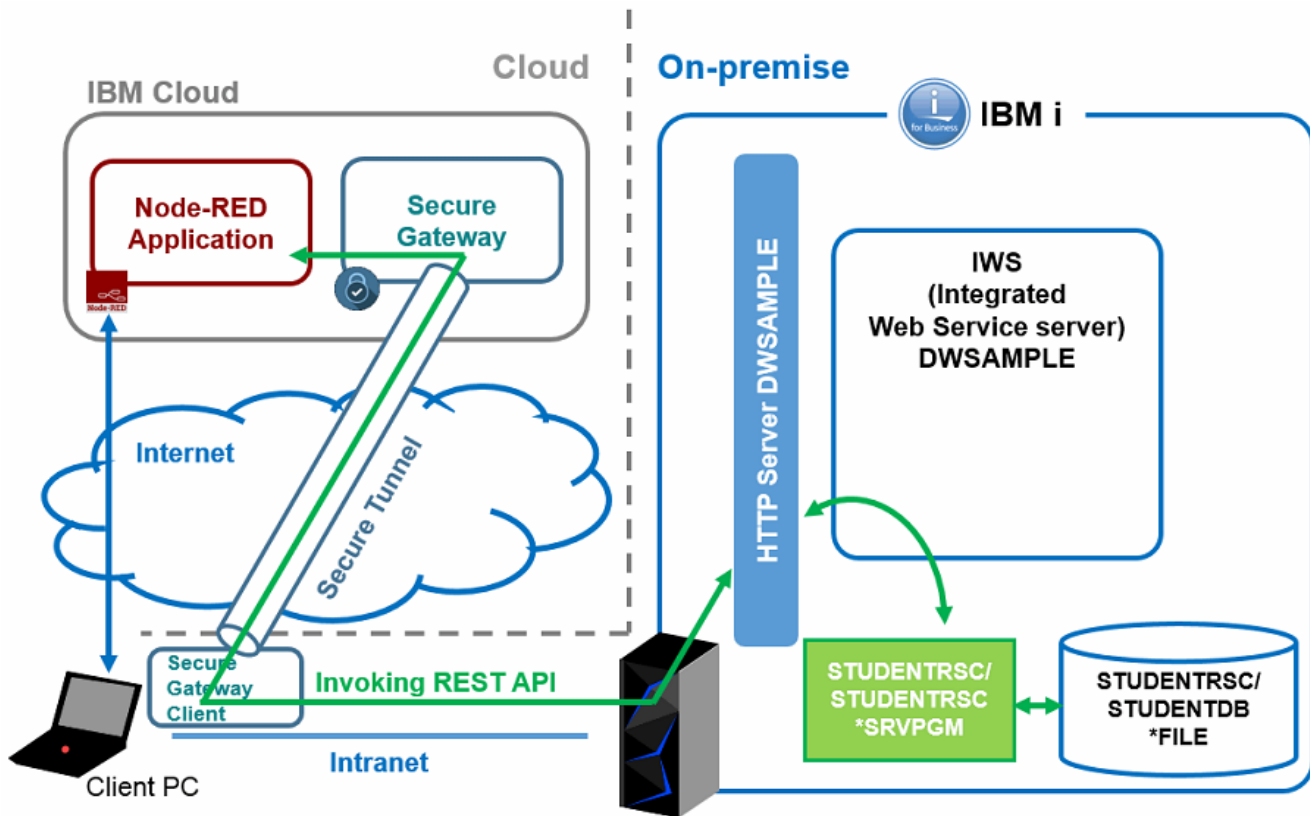 Cloud
On-premise
IBM Cloud
i
for Business
IBM i
Node-RED
Application
Secure
Gateway
Node-RED
HTTP Server DWSAMPLE
IWS
(Integrated
Web Service server)
DWSAMPLE
Internet
Secure Tunnel
Secure
Gateway
Client
Invoking REST API
Intranet
Client PC
STUDENTRSC/
STUDENTRSC
*SRVPGM
STUDENTRSC/
STUDENTDB
*FILE